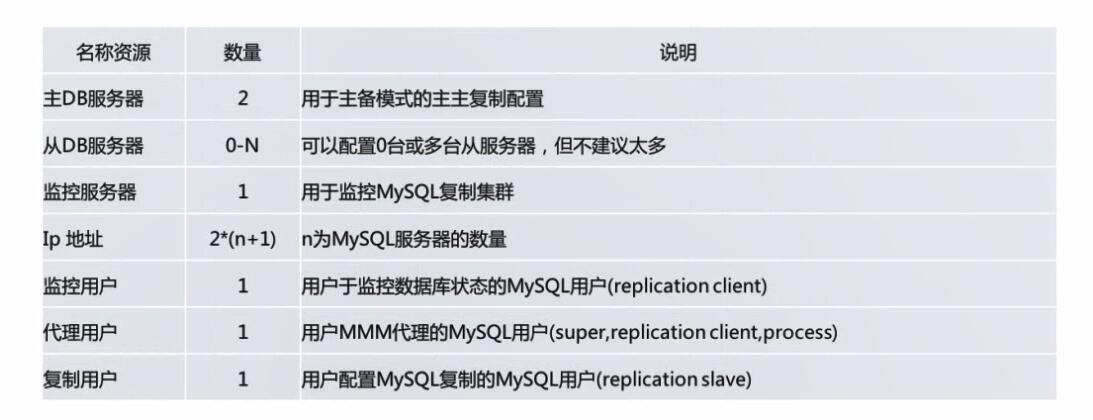 名称资源 数量 说明
主DB服务器 2 用于主备模式的主主复制配置
从DB服务器 0-N 可以配置0台或多台从服务器，但不建议太多
监控服务器 1 用于监控MySQL复制集群
Ip 地址 2*(n+1) n为MySQL服务器的数量
监控用户 1 用户于监控数据库状态的MySQL用户(replication client)
代理用户 1 用户MMM代理的MySQL用户(super,replication client,process)
复制用户 1 用户配置MySQL复制的MySQL用户(replication slave)